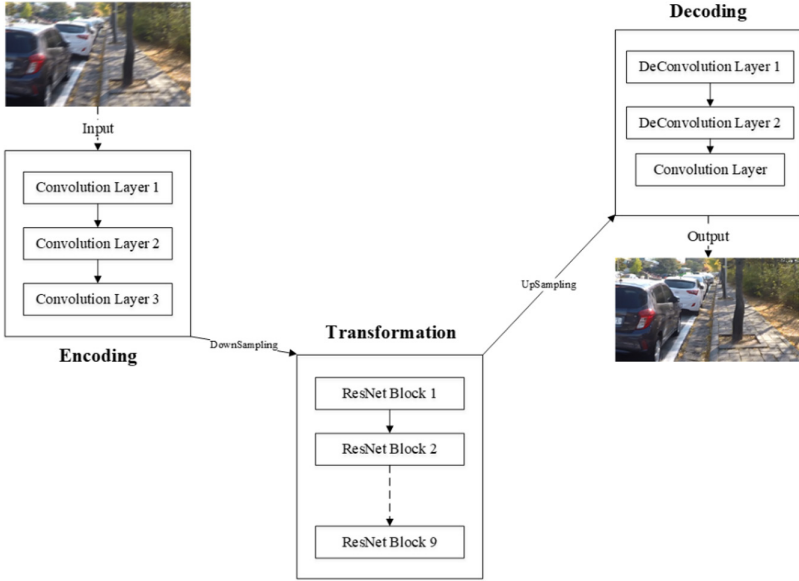 Input
Convolution Layer 1
Convolution Layer 2
Convolution Layer 3
Encoding
DownSampling
Transformation
ResNet Block 1
ResNet Block 2
ResNet Block 9
UpSampling
Decoding
DeConvolution Layer 1
DeConvolution Layer 2
Convolution Layer
Output